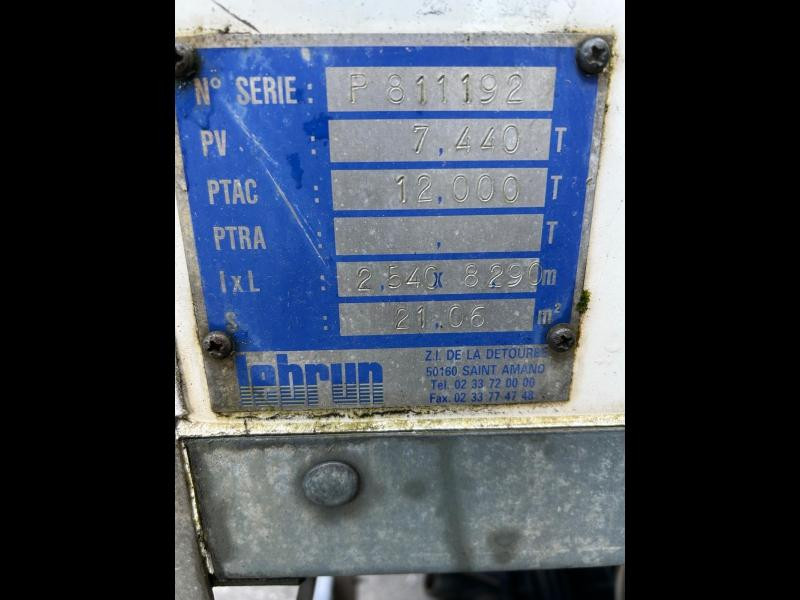 N° SERIE : P 811192
PV : 7,440 T
PTAC : 12,000 T
PTRA : , T
l x L : 2,540 x 8,290 m
S : 21,06 m²
lebrun
Z.I. DE LA DETOURBE
50160 SAINT AMAND
Tel. 02 33 72 00 00
Fax. 02 33 77 47 48